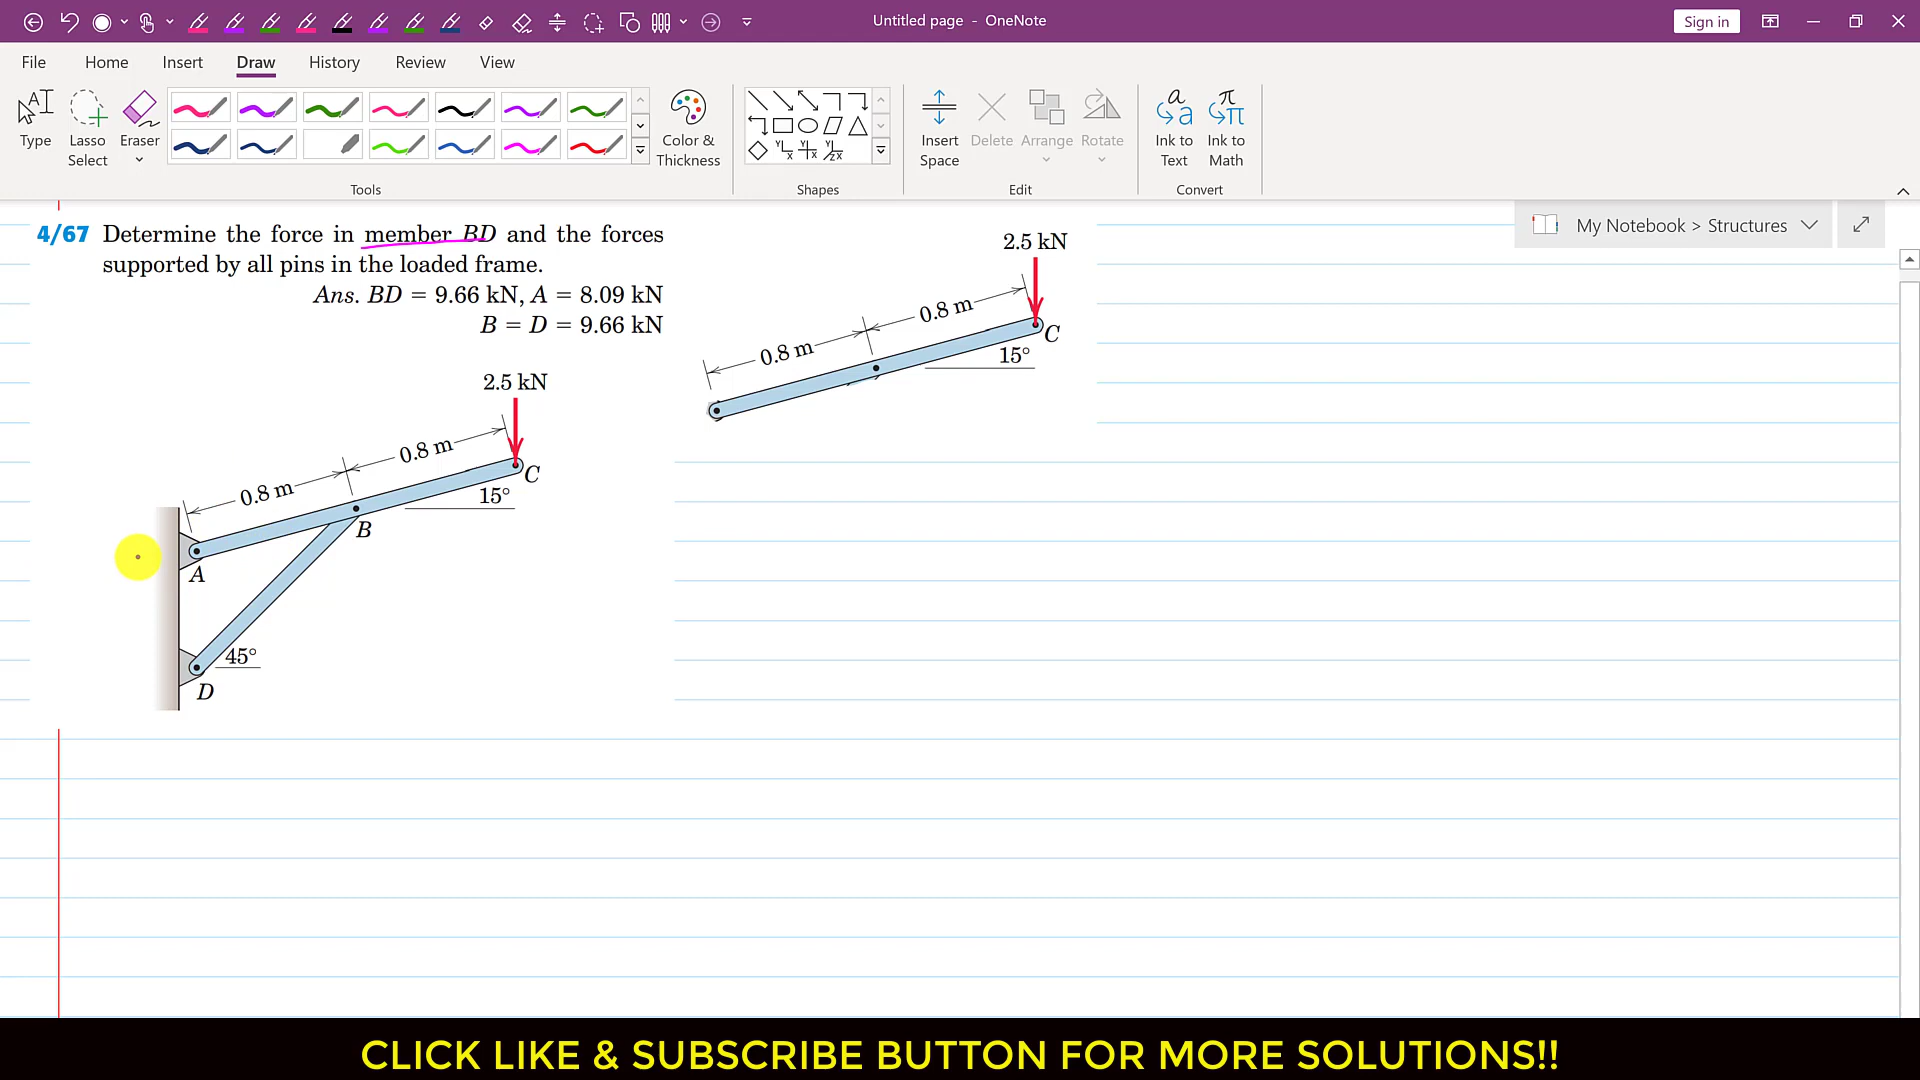 Untitled page - OneNote
Sign in
File Home Insert Draw History Review View
Type
Lasso Select
Eraser
Color & Thickness
Insert Space
Delete
Arrange
Rotate
Ink to Text
Ink to Math
Tools
Shapes
Edit
Convert
My Notebook > Structures
4/67 Determine the force in member BD and the forces
supported by all pins in the loaded frame.
Ans. BD = 9.66 kN, A = 8.09 kN
B = D = 9.66 kN
2.5 kN
0.8 m
0.8 m
C
15°
2.5 kN
0.8 m
0.8 m
C
15°
B
A
45°
D
CLICK LIKE & SUBSCRIBE BUTTON FOR MORE SOLUTIONS!!